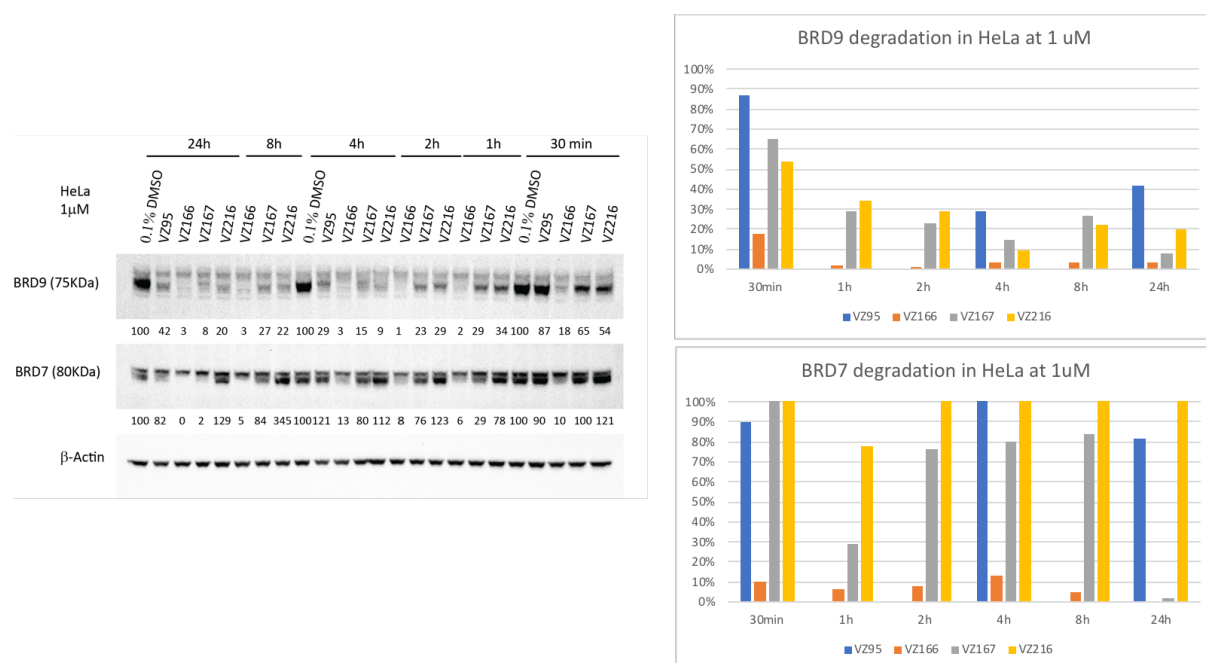 24h 8h 4h 2h 1h 30 min
HeLa
1μM
0.1% DMSO VZ95 VZ166 VZ167 VZ216 VZ166 VZ167 VZ216 0.1% DMSO VZ95 VZ166 VZ167 VZ216 VZ166 VZ167 VZ216 VZ166 VZ167 VZ216 0.1% DMSO VZ95 VZ166 VZ167 VZ216
BRD9 (75KDa)
100 42 3 8 20 3 27 22 100 29 3 15 9 1 23 29 2 29 34 100 87 18 65 54
BRD7 (80KDa)
100 82 0 2 129 5 84 345 100 121 13 80 112 8 76 123 6 29 78 100 90 10 100 121
β-Actin
BRD9 degradation in HeLa at 1 uM
100%
90%
80%
70%
60%
50%
40%
30%
20%
10%
0%
30min 1h 2h 4h 8h 24h
VZ95 VZ166 VZ167 VZ216
BRD7 degradation in HeLa at 1uM
100%
90%
80%
70%
60%
50%
40%
30%
20%
10%
0%
30min 1h 2h 4h 8h 24h
VZ95 VZ166 VZ167 VZ216